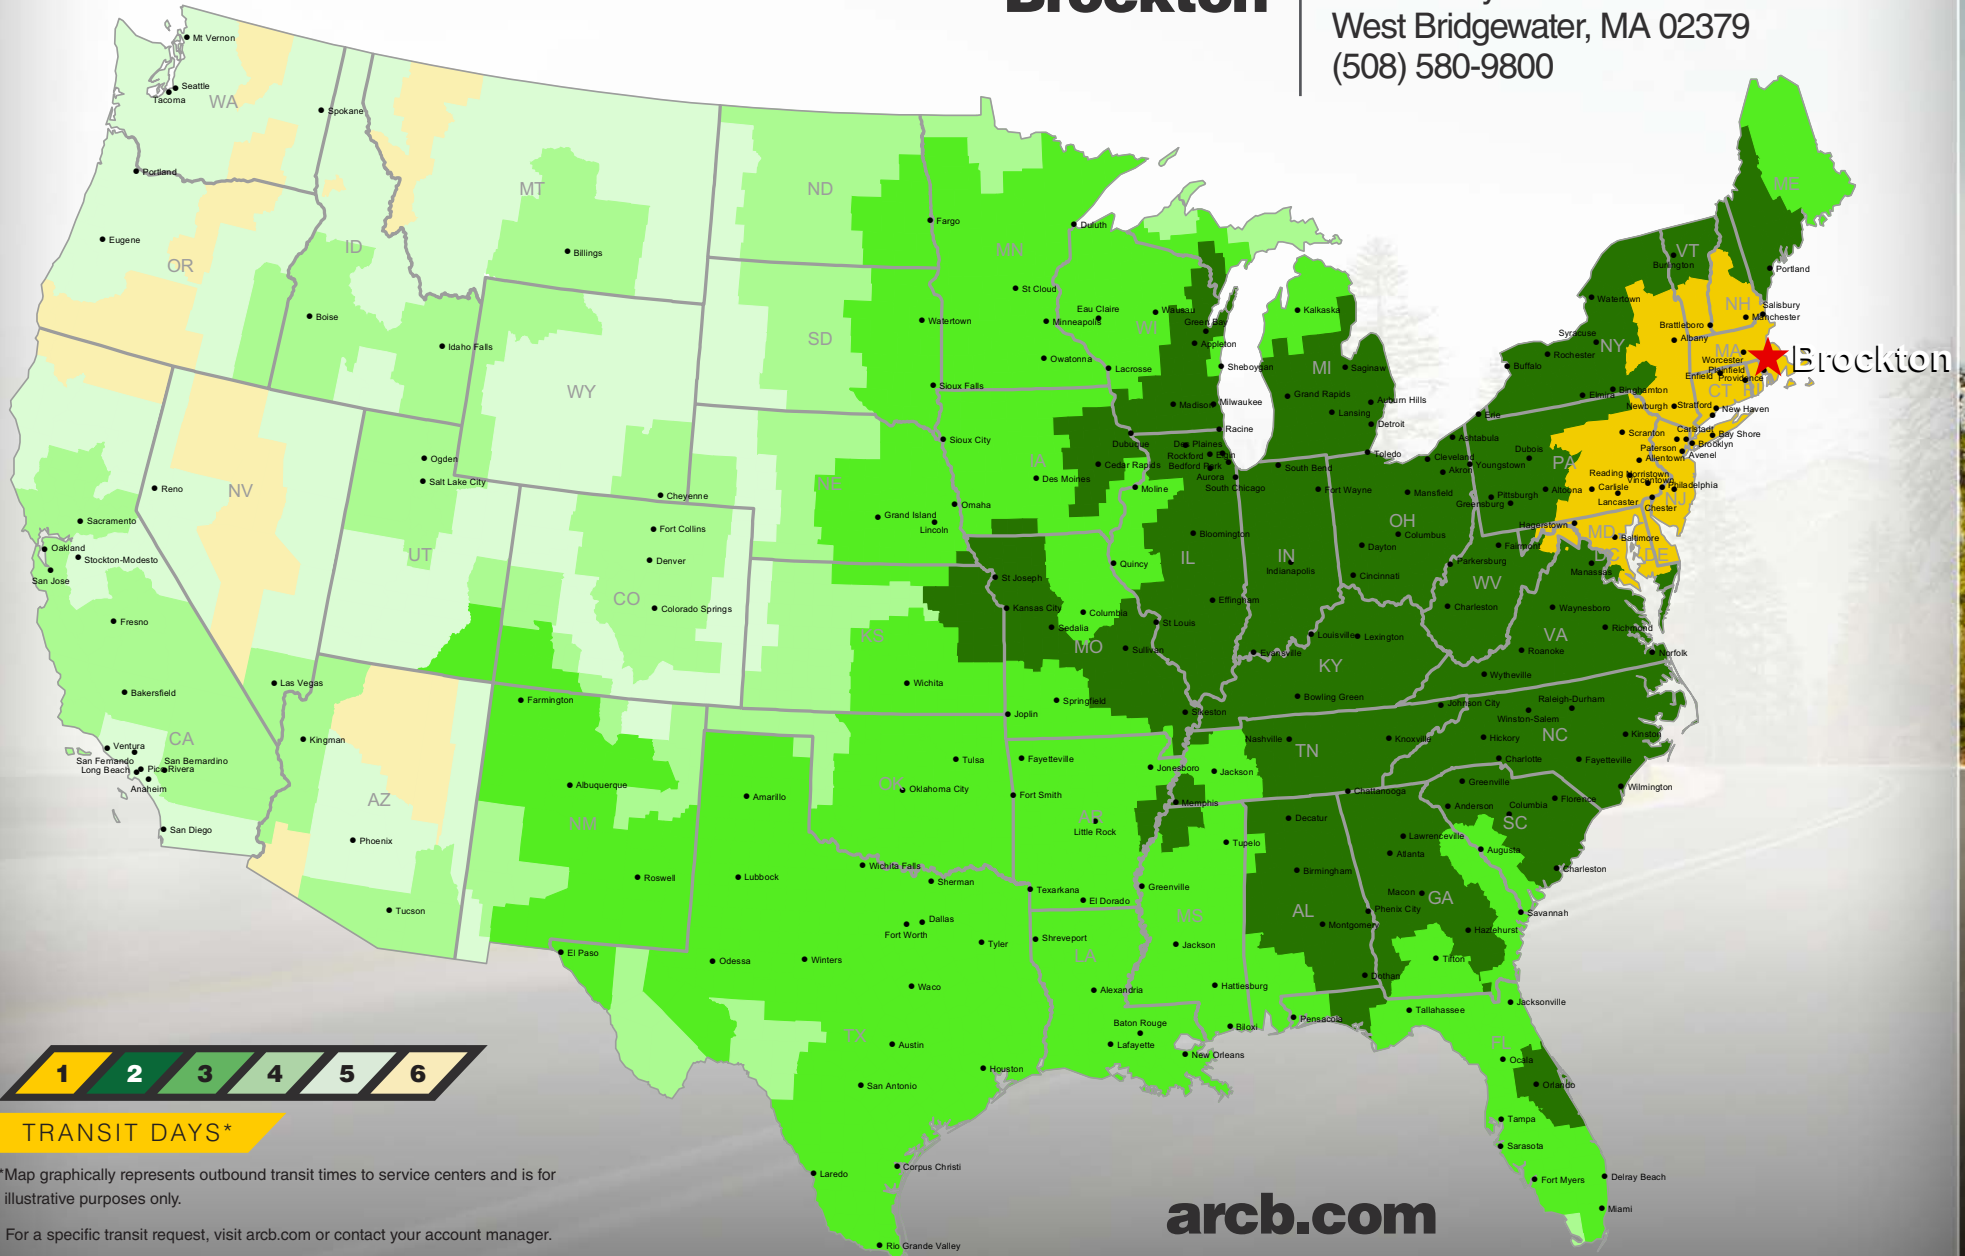 Brockton
West Bridgewater, MA 02379
(508) 580-9800
Mt Vernon
Seattle
Tacoma
WA
Spokane
Portland
Eugene
OR
ID
Boise
Idaho Falls
MT
Billings
WY
Cheyenne
ND
Fargo
SD
Watertown
Sioux Falls
MN
Duluth
St Cloud
Minneapolis
Owatonna
Eau Claire
Wausau
WI
Green Bay
Appleton
Lacrosse
Sheboygan
Madison
Milwaukee
Racine
Kalkaska
MI
Saginaw
Grand Rapids
Auburn Hills
Lansing
Detroit
ME
VT
Burlington
Portland
Watertown
NH
Salisbury
Manchester
Brattleboro
Syracuse
NY
Albany
MA
Worcester
Brockton
Rochester
Buffalo
Plainfield
Enfield
Providence
CT
RI
Binghamton
Elmira
Newburgh
Stratford
New Haven
Erie
Scranton
Carlstadt
Bay Shore
Brooklyn
Paterson
Avenel
Allentown
Ashtabula
Dubois
PA
Toledo
Cleveland
Youngstown
Akron
Reading
Norristown
Vincentown
Philadelphia
Carlisle
Lancaster
Chester
NJ
Altoona
Pittsburgh
Greensburg
Mansfield
Hagerstown
MD
Baltimore
DC
DE
Manassas
OH
Columbus
Dayton
Cincinnati
Fairmont
Parkersburg
WV
Charleston
Waynesboro
VA
Richmond
Roanoke
Norfolk
Wytheville
Sioux City
IA
Dubuque
Cedar Rapids
Des Moines
Moline
Des Plaines
Rockford
Elgin
Bedford Park
Aurora
South Chicago
South Bend
Fort Wayne
NE
Omaha
Grand Island
Lincoln
Bloomington
IL
IN
Indianapolis
Quincy
Effingham
St Joseph
Kansas City
Columbia
Sedalia
St Louis
MO
Sullivan
Springfield
Joplin
Sikeston
Evansville
Louisville
Lexington
KY
Bowling Green
Ogden
Salt Lake City
UT
NV
Reno
Sacramento
Oakland
Stockton-Modesto
San Jose
Fresno
Bakersfield
CA
Ventura
San Fernando
San Bernardino
Long Beach
Pico Rivera
Anaheim
San Diego
Las Vegas
Kingman
AZ
Phoenix
Tucson
Fort Collins
Denver
CO
Colorado Springs
KS
Wichita
Farmington
Albuquerque
NM
Roswell
El Paso
Amarillo
Lubbock
Odessa
Winters
OK
Tulsa
Oklahoma City
Wichita Falls
Sherman
Dallas
Fort Worth
Tyler
Waco
TX
Austin
San Antonio
Houston
Laredo
Corpus Christi
Rio Grande Valley
Fayetteville
Fort Smith
AR
Little Rock
Jonesboro
Texarkana
El Dorado
Shreveport
LA
Alexandria
Baton Rouge
Lafayette
New Orleans
Nashville
TN
Knoxville
Jackson
Memphis
Chattanooga
Johnson City
Raleigh-Durham
Winston-Salem
Hickory
NC
Kinston
Charlotte
Fayetteville
Wilmington
Greenville
Anderson
Columbia
Florence
SC
Charleston
Tupelo
Greenville
MS
Jackson
Hattiesburg
Biloxi
Decatur
Birmingham
AL
Montgomery
Dothan
Lawrenceville
Atlanta
Augusta
Macon
GA
Phenix City
Savannah
Hazlehurst
Tifton
Pensacola
Tallahassee
Jacksonville
FL
Ocala
Orlando
Tampa
Sarasota
Fort Myers
Delray Beach
Miami
1 2 3 4 5 6
TRANSIT DAYS*
*Map graphically represents outbound transit times to service centers and is for
illustrative purposes only.
For a specific transit request, visit arcb.com or contact your account manager.
arcb.com